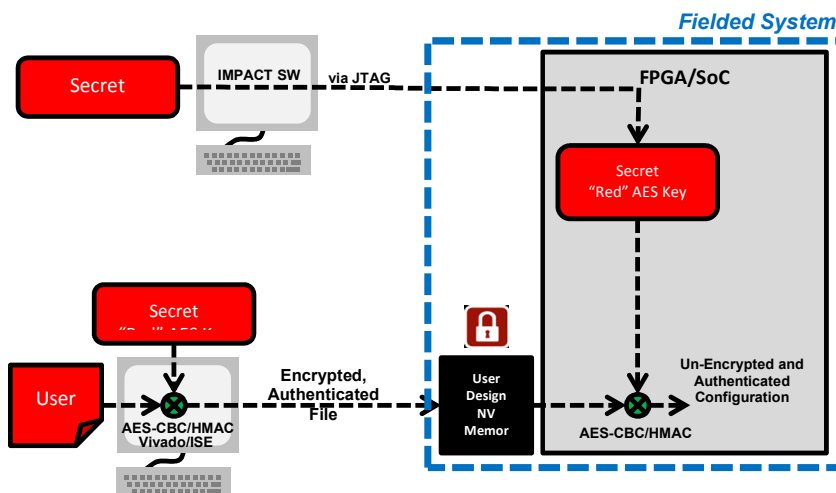 Fielded System
Secret
IMPACT SW
via JTAG
FPGA/SoC
Secret
“Red” AES Key
Secret
User
AES-CBC/HMAC
Vivado/ISE
Encrypted,
Authenticated
File
User
Design
NV
Memor
AES-CBC/HMAC
Un-Encrypted and
Authenticated
Configuration